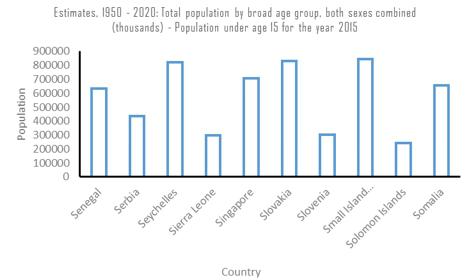 Estimates, 1950 - 2020: Total population by broad age group, both sexes combined
(thousands) - Population under age 15 for the year 2015
900000
800000
700000
600000
500000
400000
300000
200000
100000
0
Population
Senegal
Serbia
Seychelles
Sierra Leone
Singapore
Slovakia
Slovenia
Small Island...
Solomon Islands
Somalia
Country